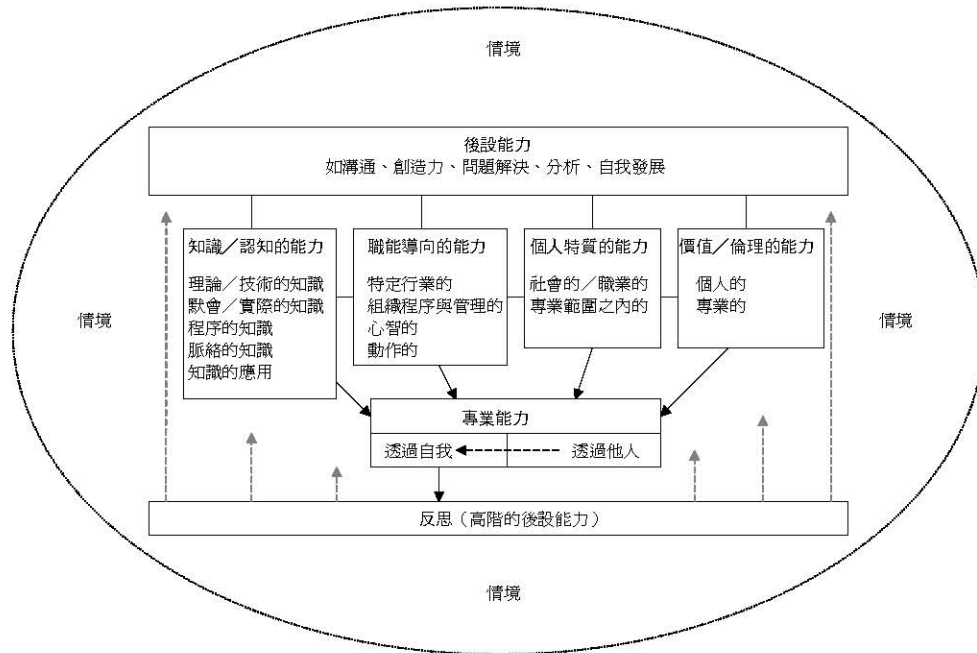 情境
後設能力
如溝通、創造力、問題解決、分析、自我發展
知識／認知的能力
理論／技術的知識
默會／實際的知識
程序的知識
脈絡的知識
知識的應用
職能導向的能力
特定行業的
組織程序與管理的
心智的
動作的
個人特質的能力
社會的／職業的
專業範圍之內的
價值／倫理的能力
個人的
專業的
情境
情境
專業能力
透過自我
透過他人
反思（高階的後設能力）
情境